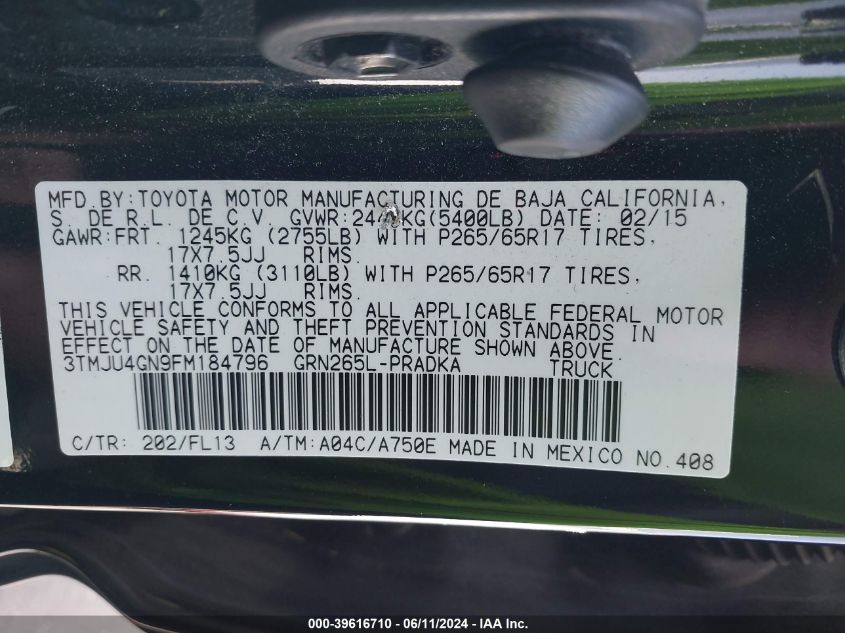 MFD.BY:TOYOTA MOTOR MANUFACTURING DE BAJA CALIFORNIA,
S. DE R.L. DE C.V. GVWR: (5400LB) DATE: 02/15
GAWR:FRT. 1245KG (2755LB) WITH P265/65R17 TIRES,
17X7.5JJ RIMS.
RR. 1410KG (3110LB) WITH P265/65R17 TIRES,
17X7.5JJ RIMS.
THIS VEHICLE CONFORMS TO ALL APPLICABLE FEDERAL MOTOR
VEHICLE SAFETY AND THEFT PREVENTION STANDARDS IN
EFFECT ON THE DATE OF MANUFACTURE SHOWN ABOVE.
3TMJU4GN9FM184796 GRN265L-PRADKA TRUCK
C/TR: 202/FL13 A/TM:A04C/A750E MADE IN MEXICO NO.408
000-39616710 - 06/11/2024 - IAA Inc.